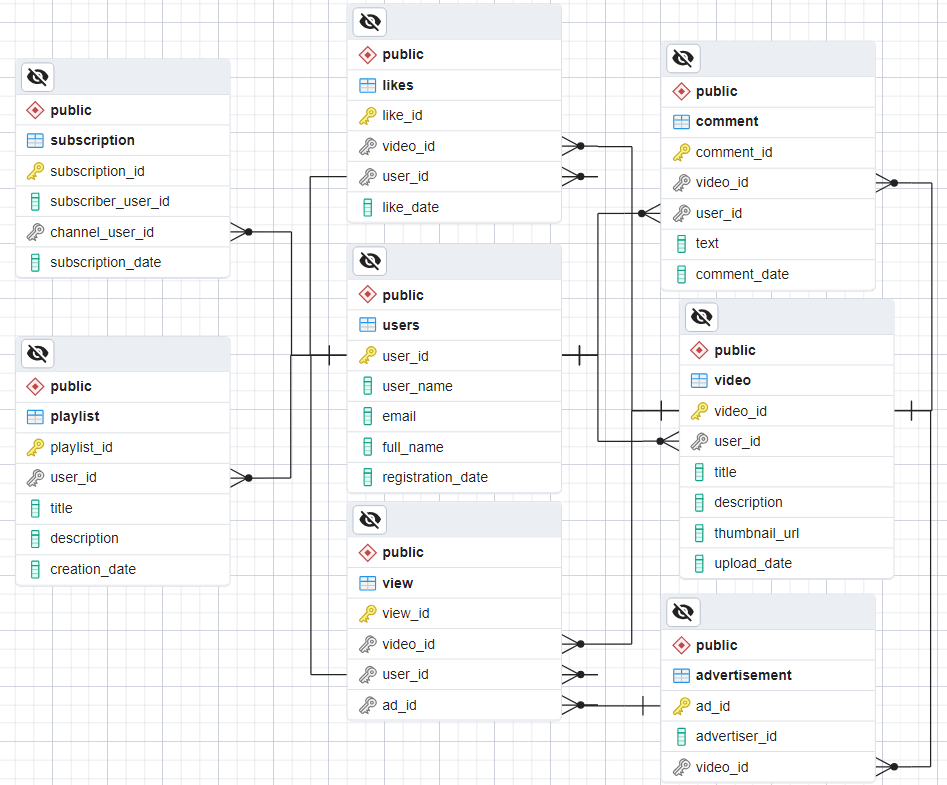 public
subscription
subscription_id
subscriber_user_id
channel_user_id
subscription_date
public
playlist
playlist_id
user_id
title
description
creation_date
public
likes
like_id
video_id
user_id
like_date
public
users
user_id
user_name
email
full_name
registration_date
public
view
view_id
video_id
user_id
ad_id
public
comment
comment_id
video_id
user_id
text
comment_date
public
video
video_id
user_id
title
description
thumbnail_url
upload_date
public
advertisement
ad_id
advertiser_id
video_id